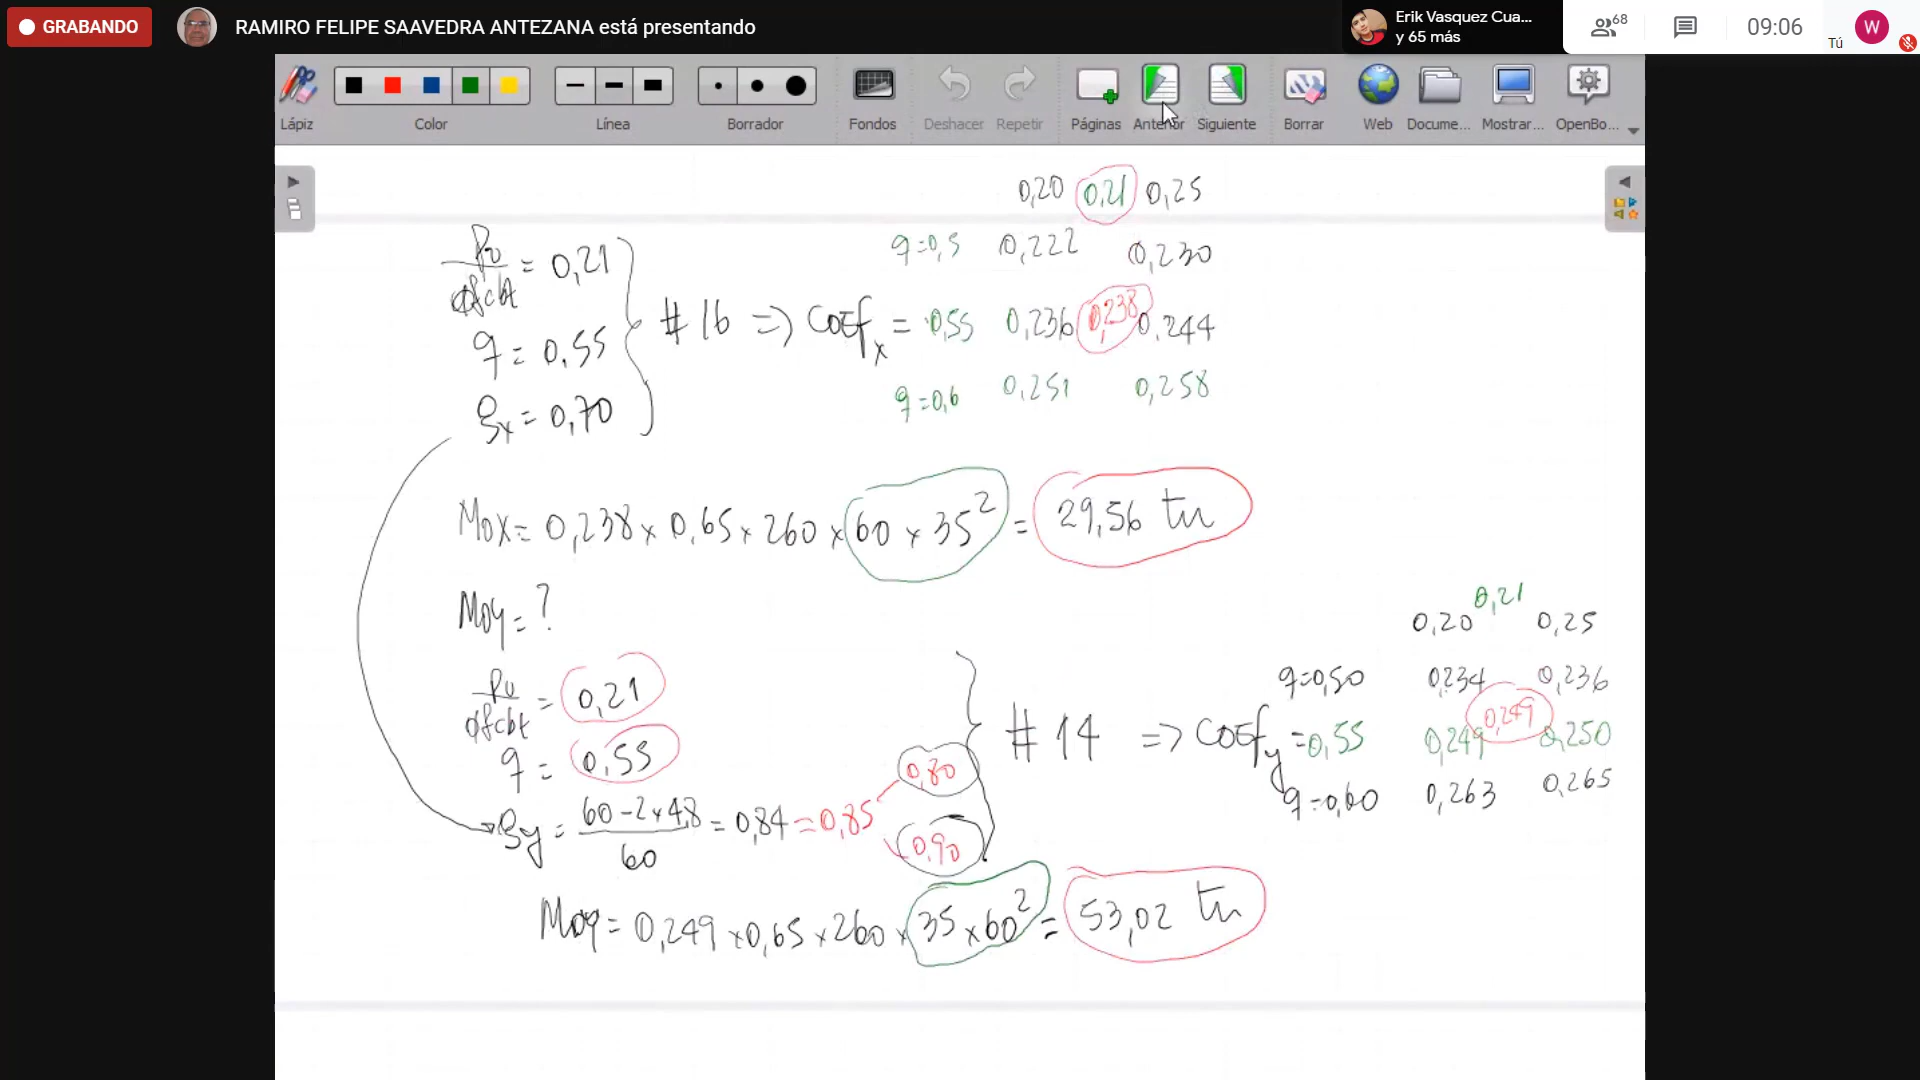 GRABANDO
RAMIRO FELIPE SAAVEDRA ANTEZANA está presentando
Erik Vasquez Cua...
y 65 más
68
09:06
Tú
W
Lápiz
Color
Línea
Borrador
Fondos
Deshacer
Repetir
Páginas
Anterior
Siguiente
Borrar
Web
Docume...
Mostrar...
OpenBo...
0,20 0,21 0,25
q=0,5 0,222 0,230
Pu/Øfcbt = 0,21
q = 0,55
ρx = 0,70
#16 => COEFx = 0,55 0,236 0,238 0,244
q=0,6 0,251 0,258
Mox = 0,238 x 0,65 x 260 x 60 x 35² = 29,56 tm
Moy = ?
0,20 0,21 0,25
Pu/Øfcbt = 0,21
q = 0,55
ρy = (60-2x4,8)/60 = 0,84 = 0,85
0,80
0,90
#14 => COEFy
q=0,50 0,234 0,236
=0,55 0,249 0,249 0,250
q=0,60 0,263 0,265
Moy = 0,249 x 0,65 x 260 x 35 x 60² = 53,02 tm